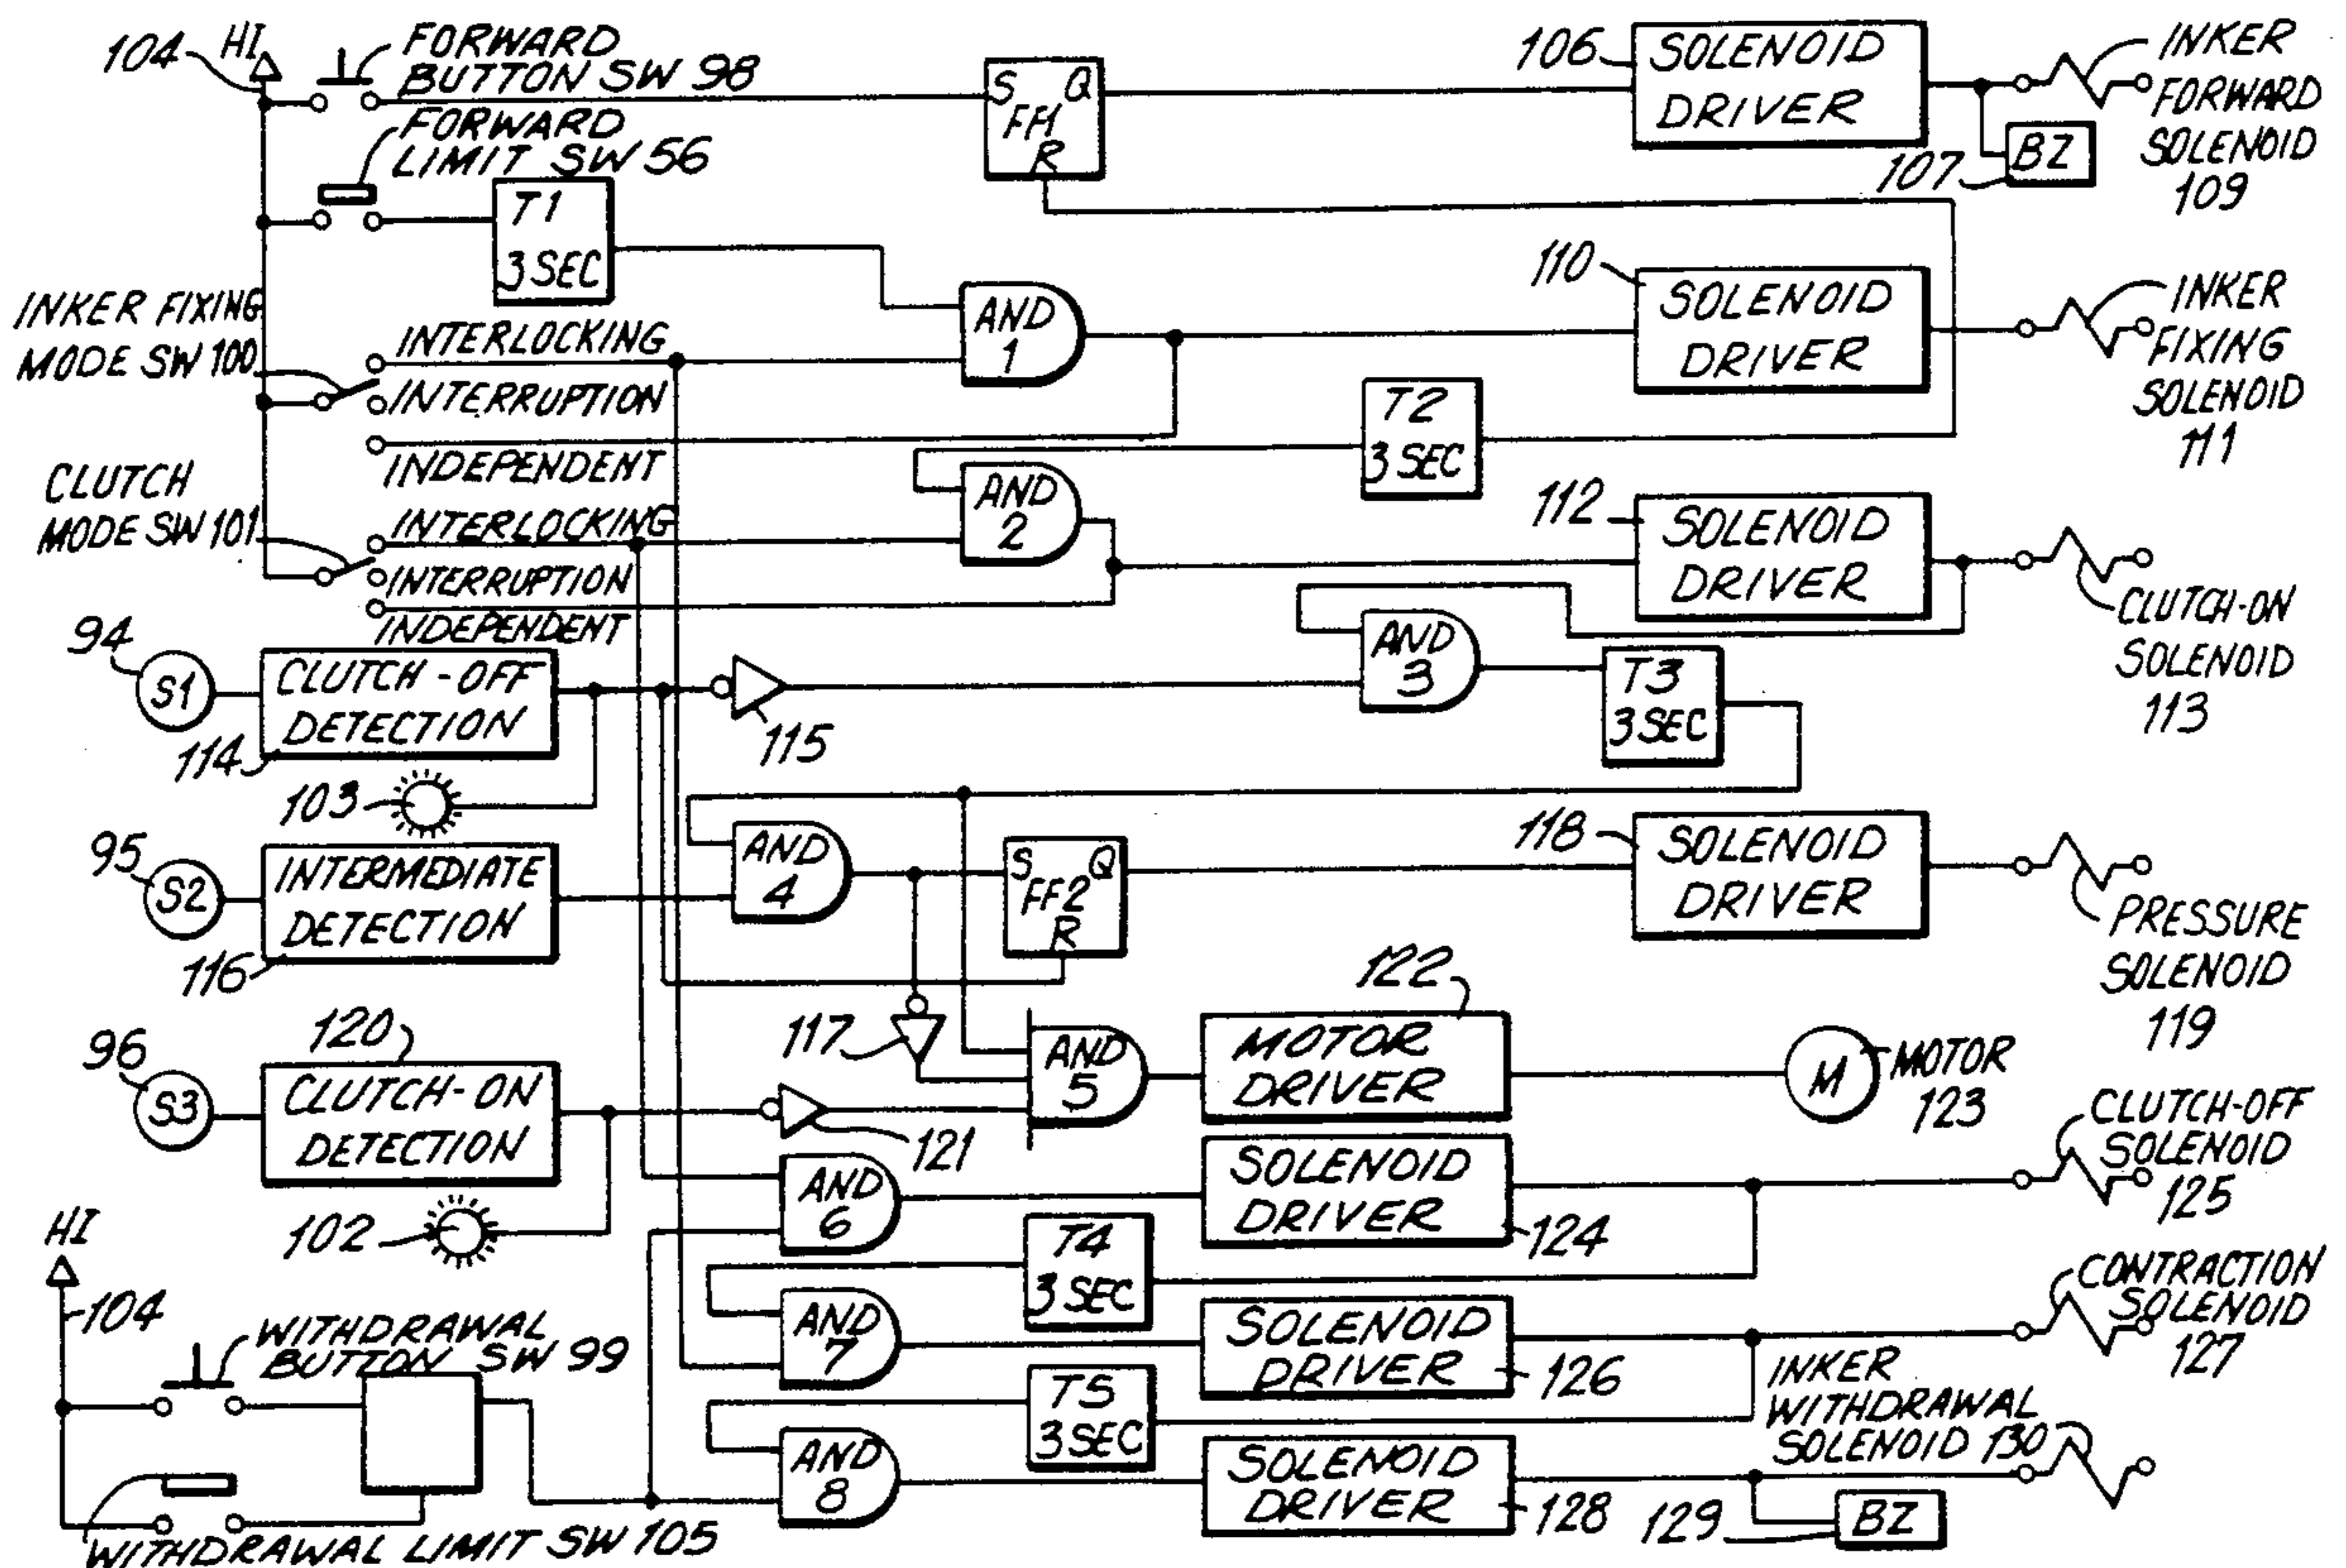 104
HI
FORWARD
BUTTON SW 98
FORWARD
LIMIT SW 56
S Q
FF1
R
106
SOLENOID
DRIVER
INKER
FORWARD
SOLENOID
109
107
BZ
T1
3 SEC
INKER FIXING
MODE SW 100
INTERLOCKING
INTERRUPTION
INDEPENDENT
AND
1
110
SOLENOID
DRIVER
INKER
FIXING
SOLENOID
111
T2
3 SEC
CLUTCH
MODE SW 101
INTERLOCKING
INTERRUPTION
INDEPENDENT
AND
2
112
SOLENOID
DRIVER
CLUTCH-ON
SOLENOID
113
94
S1
CLUTCH-OFF
DETECTION
114
115
AND
3
T3
3 SEC
103
95
S2
INTERMEDIATE
DETECTION
116
AND
4
S Q
FF2
R
118
SOLENOID
DRIVER
PRESSURE
SOLENOID
119
96
S3
120
CLUTCH-ON
DETECTION
117
121
AND
5
122
MOTOR
DRIVER
M
MOTOR
123
102
AND
6
SOLENOID
DRIVER
124
CLUTCH-OFF
SOLENOID
125
T4
3 SEC
AND
7
SOLENOID
DRIVER
126
CONTRACTION
SOLENOID
127
HI
104
WITHDRAWAL
BUTTON SW 99
T5
3 SEC
AND
8
SOLENOID
DRIVER
128
INKER
WITHDRAWAL
SOLENOID 130
129
BZ
WITHDRAWAL LIMIT SW 105